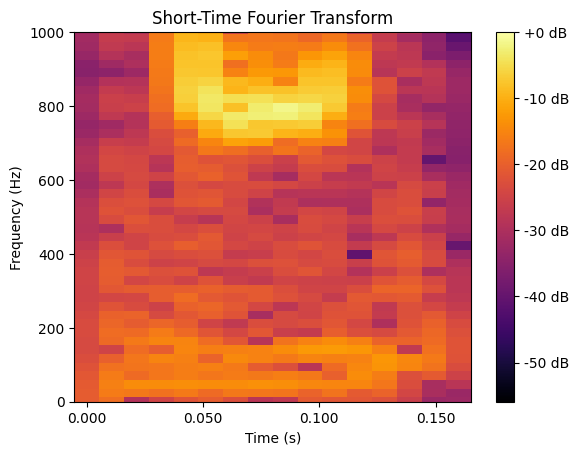 Short-Time Fourier Transform
1000
800
600
400
200
0
Frequency (Hz)
0.000
0.050
0.100
0.150
Time (s)
+0 dB
-10 dB
-20 dB
-30 dB
-40 dB
-50 dB